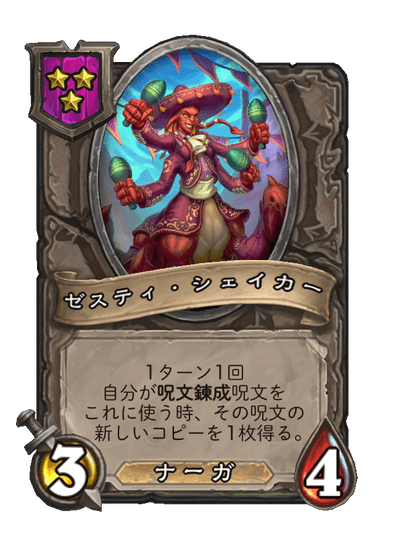 ゼスティ・シェイカー
1ターン1回
自分が呪文錬成呪文を
これに使う時、その呪文の
新しいコピーを1枚得る。
3
ナーガ
4